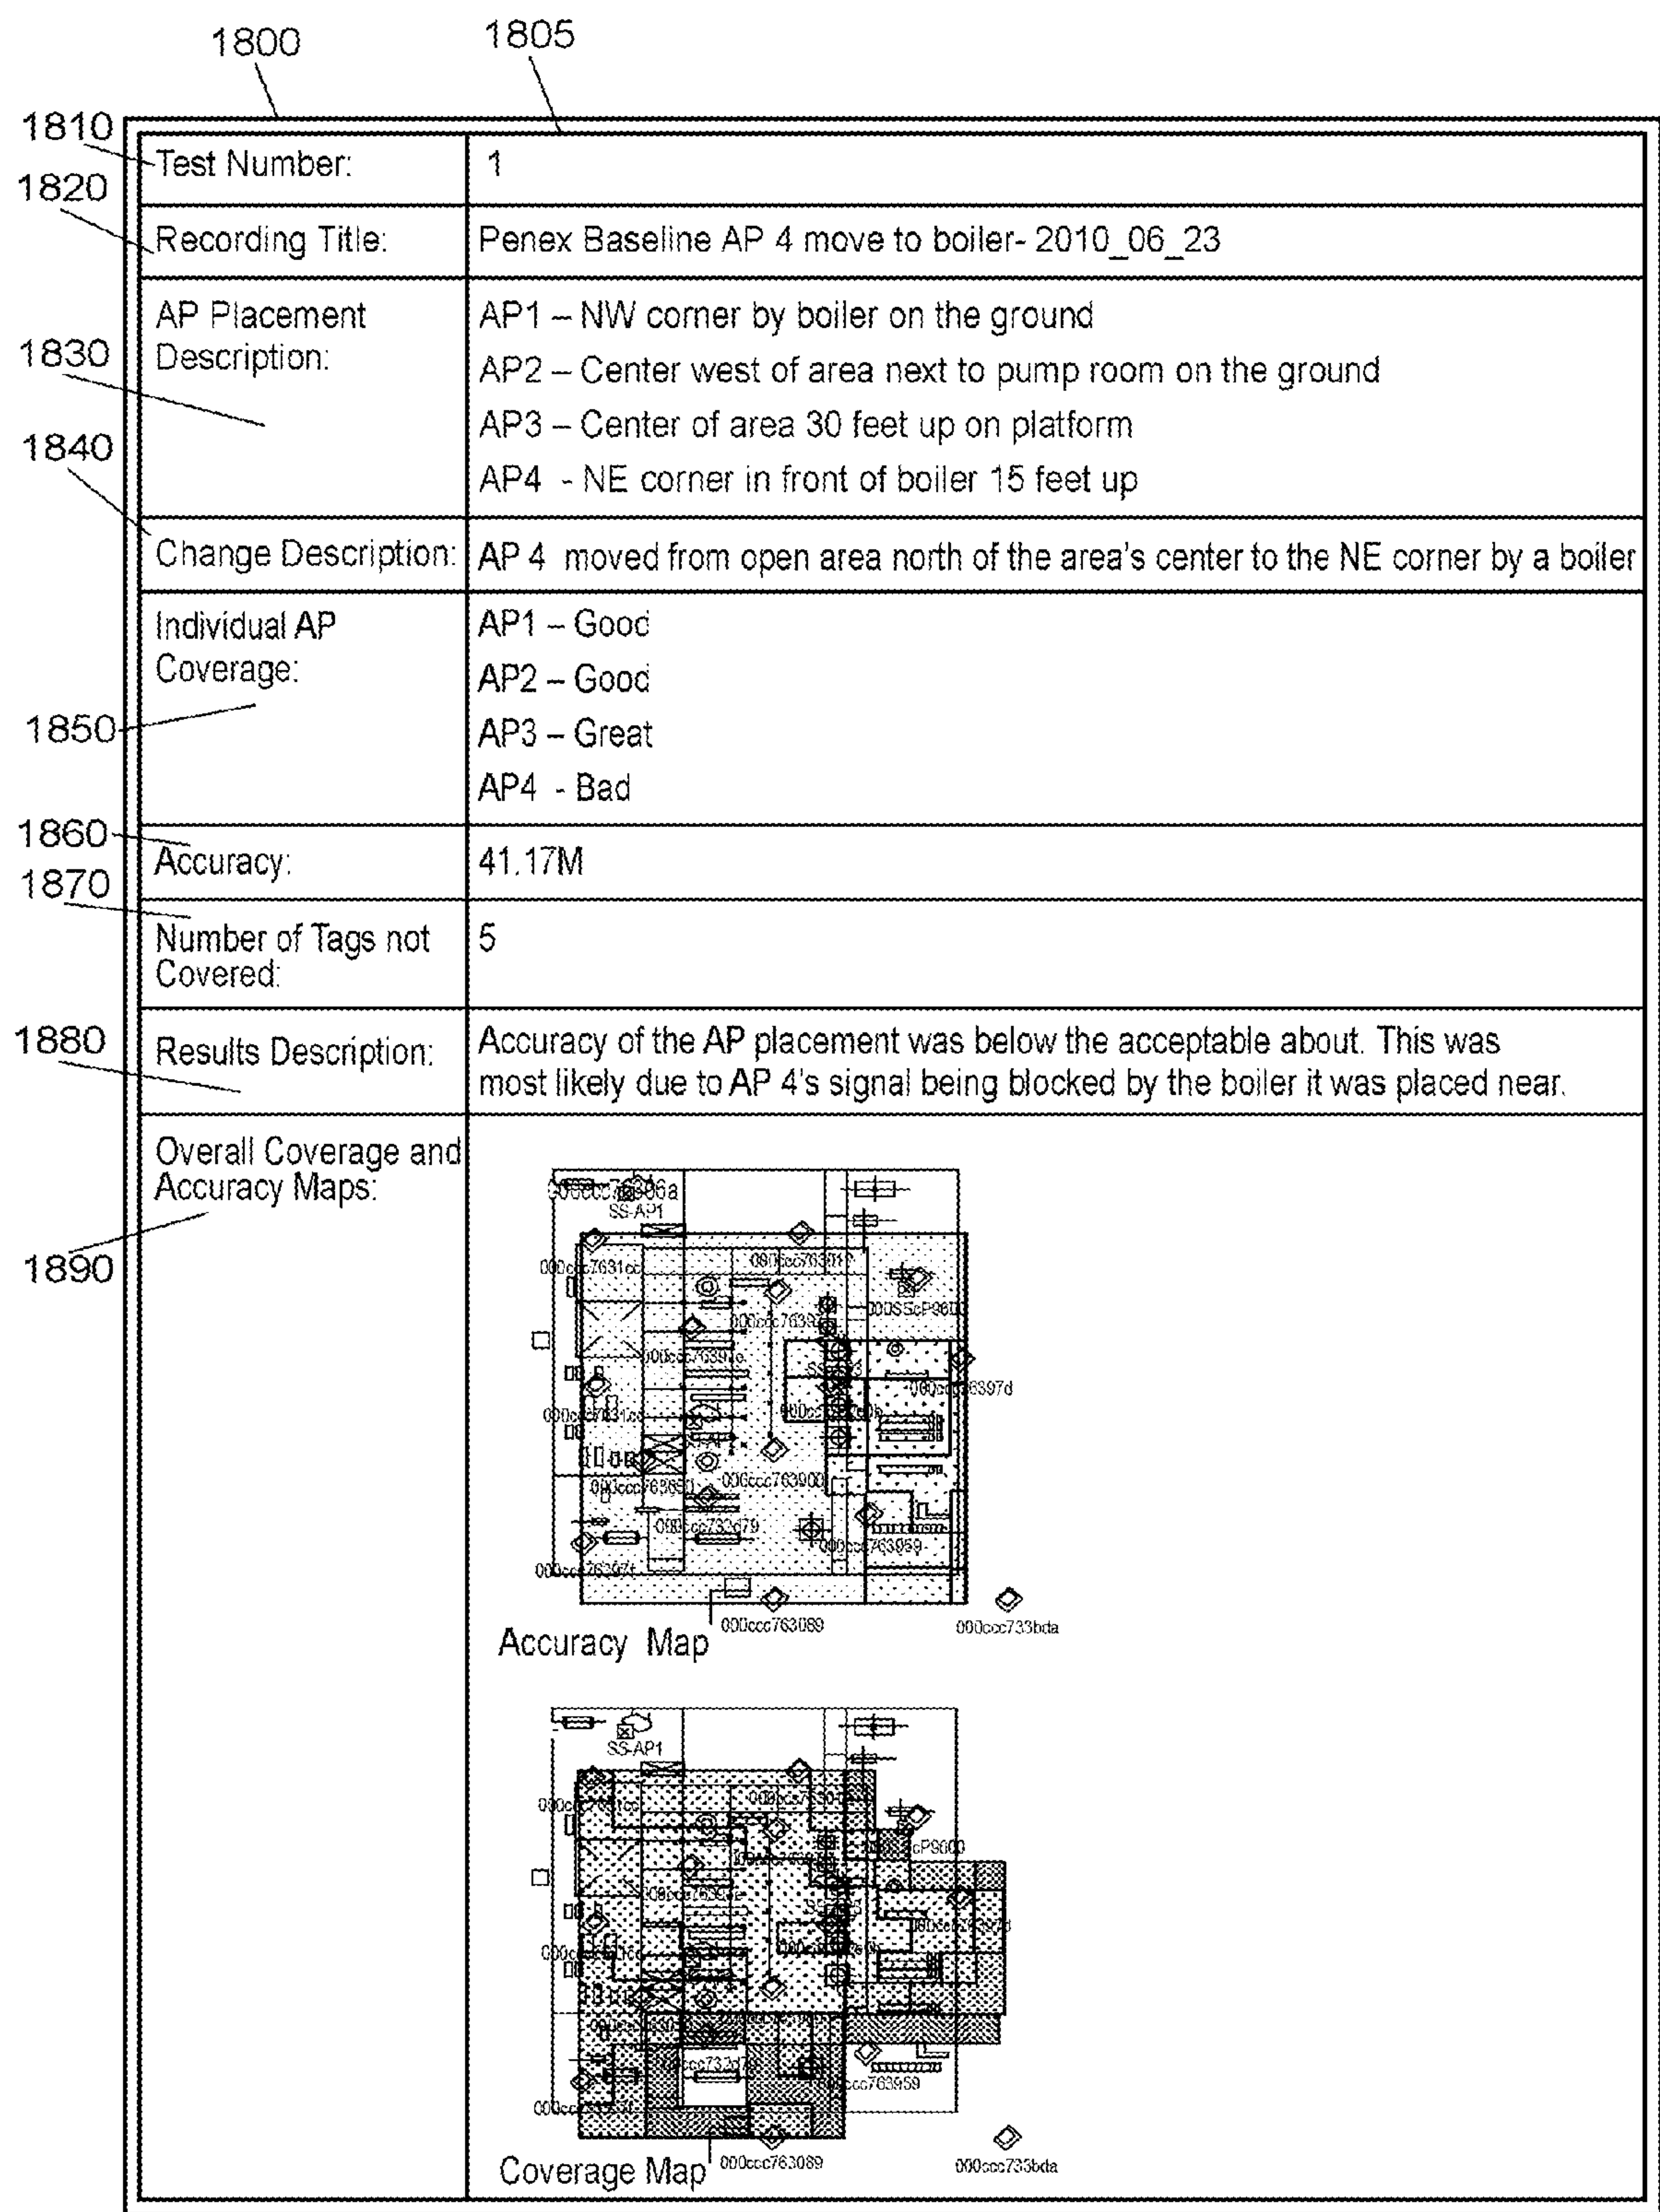 1800 1805
1810
Test Number: 1
1820
Recording Title: Penex Baseline AP 4 move to boiler- 2010_06_23
AP Placement
Description:
AP1 – NW corner by boiler on the ground
AP2 – Center west of area next to pump room on the ground
AP3 – Center of area 30 feet up on platform
AP4 - NE corner in front of boiler 15 feet up
1830
1840
Change Description: AP 4 moved from open area north of the area's center to the NE corner by a boiler
Individual AP
Coverage:
AP1 – Good
AP2 – Good
AP3 – Great
AP4 - Bad
1850
1860
Accuracy: 41.17M
1870
Number of Tags not
Covered:
5
1880
Results Description:
Accuracy of the AP placement was below the acceptable about. This was
most likely due to AP 4's signal being blocked by the boiler it was placed near.
Overall Coverage and
Accuracy Maps:
1890
SS-AP1
000ccc7631cc
000ccc763900
000ccc732d79
000ccc763959
000ccc76397f
000ccc763089
000ccc733bda
Accuracy Map
SS-AP1
000ccc763089
000ccc733bda
Coverage Map